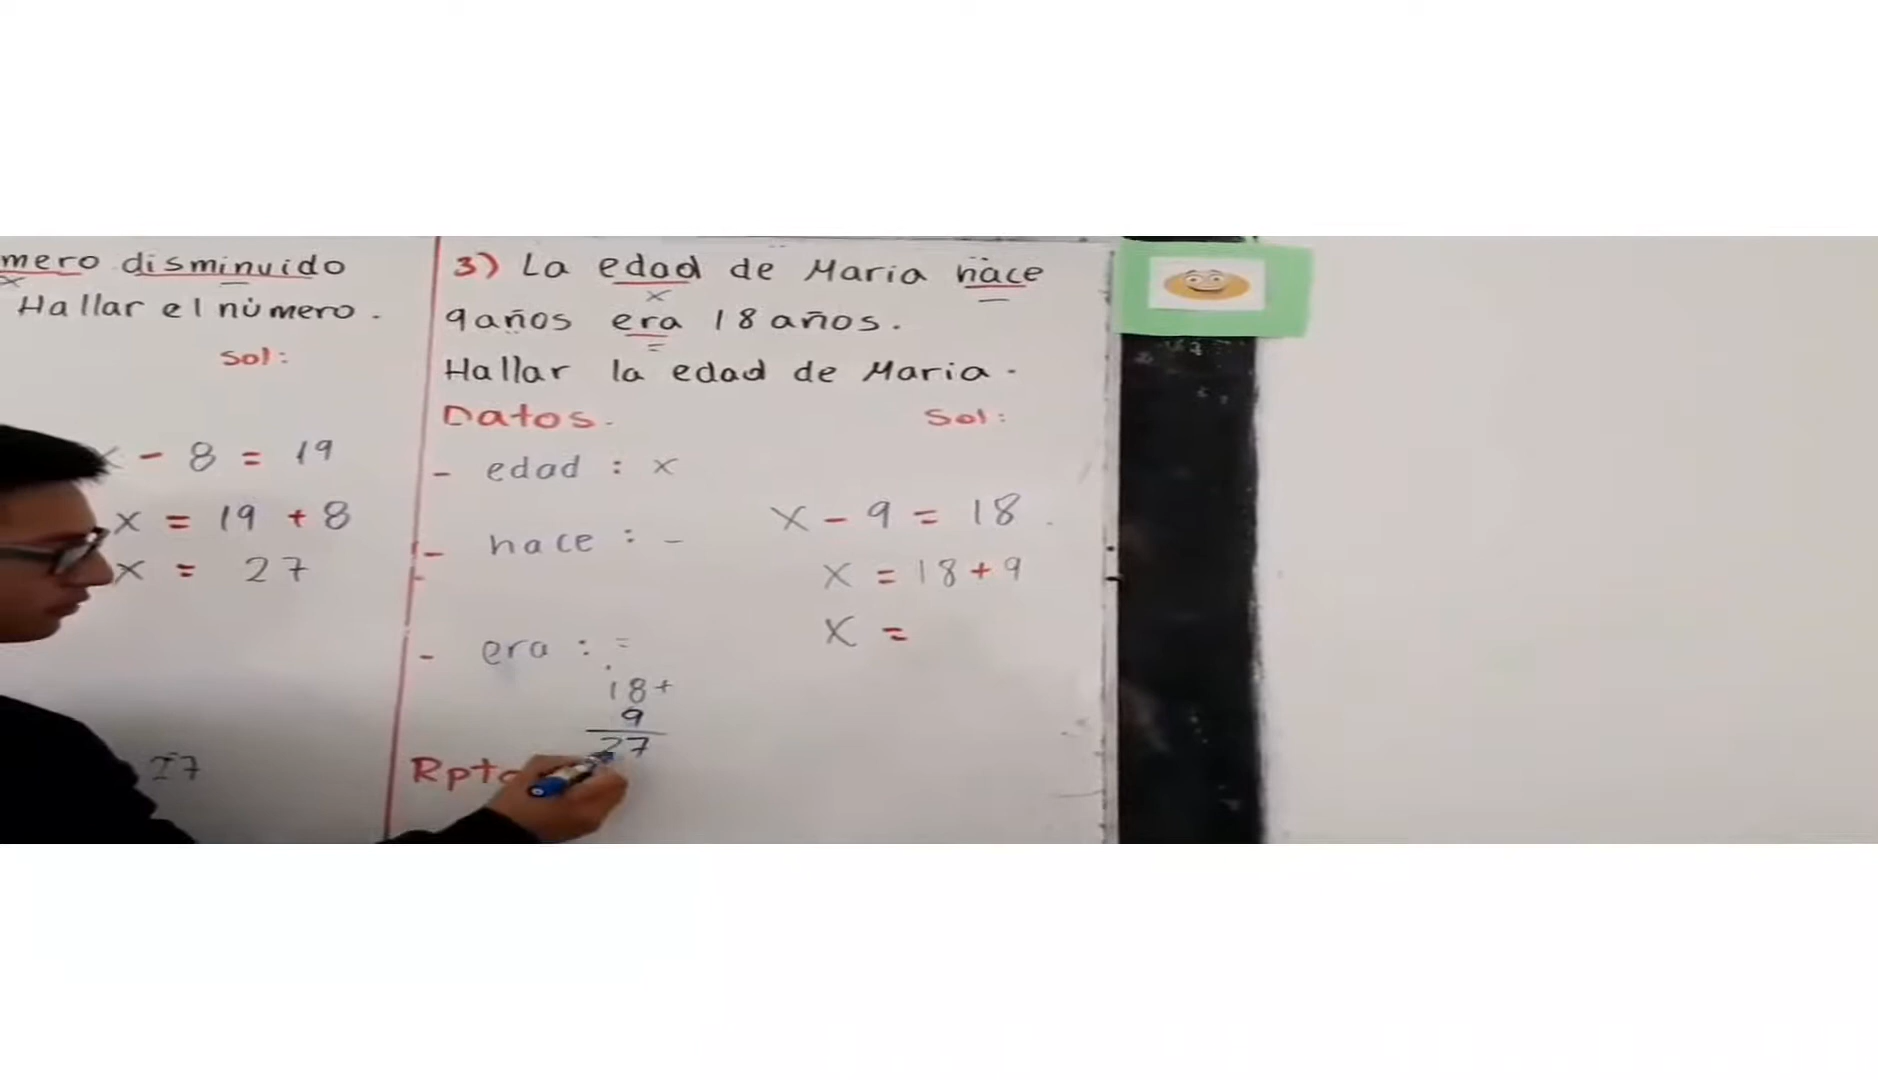 mero disminuido
x –
Hallar el número.
Sol:
x - 8 = 19
x = 19 + 8
x = 27
27
3) La edad de Maria hace
x –
9 años era 18 años.
=
Hallar la edad de Maria.
Datos.
Sol:
- edad : x
- hace : -
- era : =
x - 9 = 18
x = 18 + 9
x =
18 +
9
27
Rpta